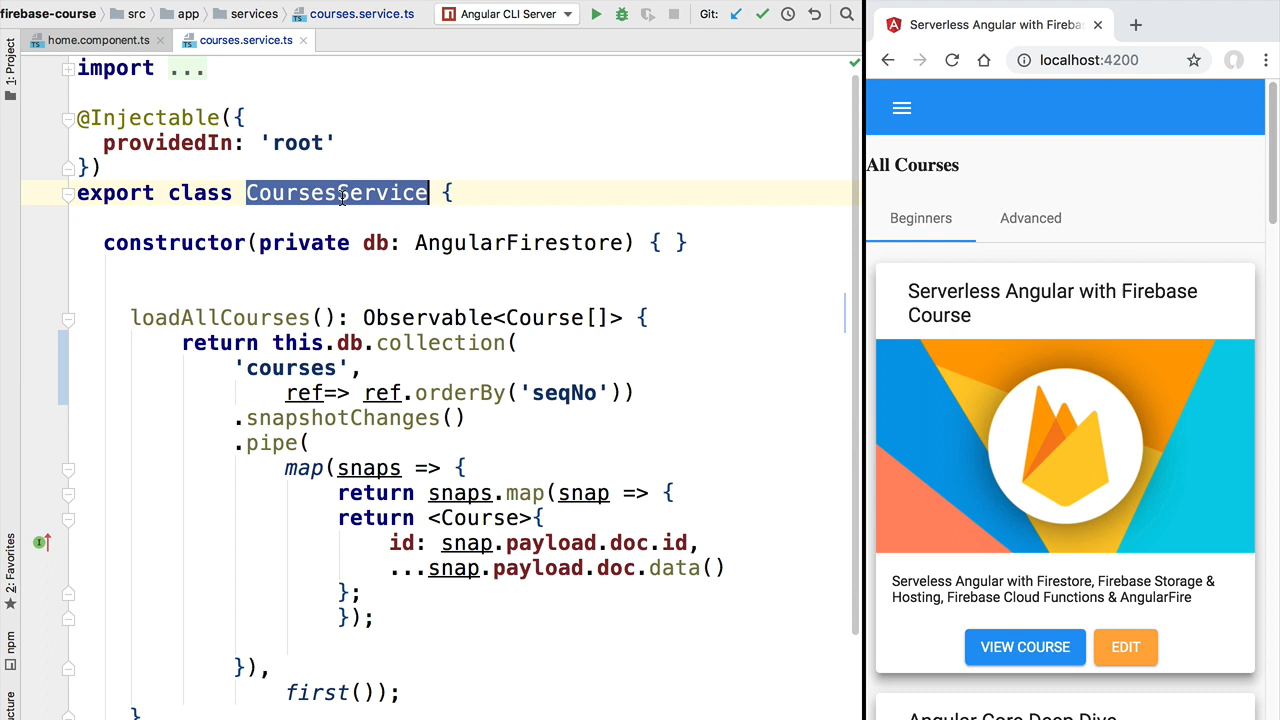 firebase-course > src > app > services > courses.service.ts
Angular CLI Server
Git:
home.component.ts
courses.service.ts
1: Project
2: Favorites
npm
ucture
import ...
@Injectable({
providedIn: 'root'
})
export class CoursesService {
constructor(private db: AngularFirestore) { }
loadAllCourses(): Observable<Course[]> {
return this.db.collection(
'courses',
ref=> ref.orderBy('seqNo'))
.snapshotChanges()
.pipe(
map(snaps => {
return snaps.map(snap => {
return <Course>{
id: snap.payload.doc.id,
...snap.payload.doc.data()
};
});
}),
first());
}
Serverless Angular with Fireba
localhost:4200
All Courses
Beginners
Advanced
Serverless Angular with Firebase
Course
Serveless Angular with Firestore, Firebase Storage &
Hosting, Firebase Cloud Functions & AngularFire
VIEW COURSE
EDIT
Angular Core Deep Dive